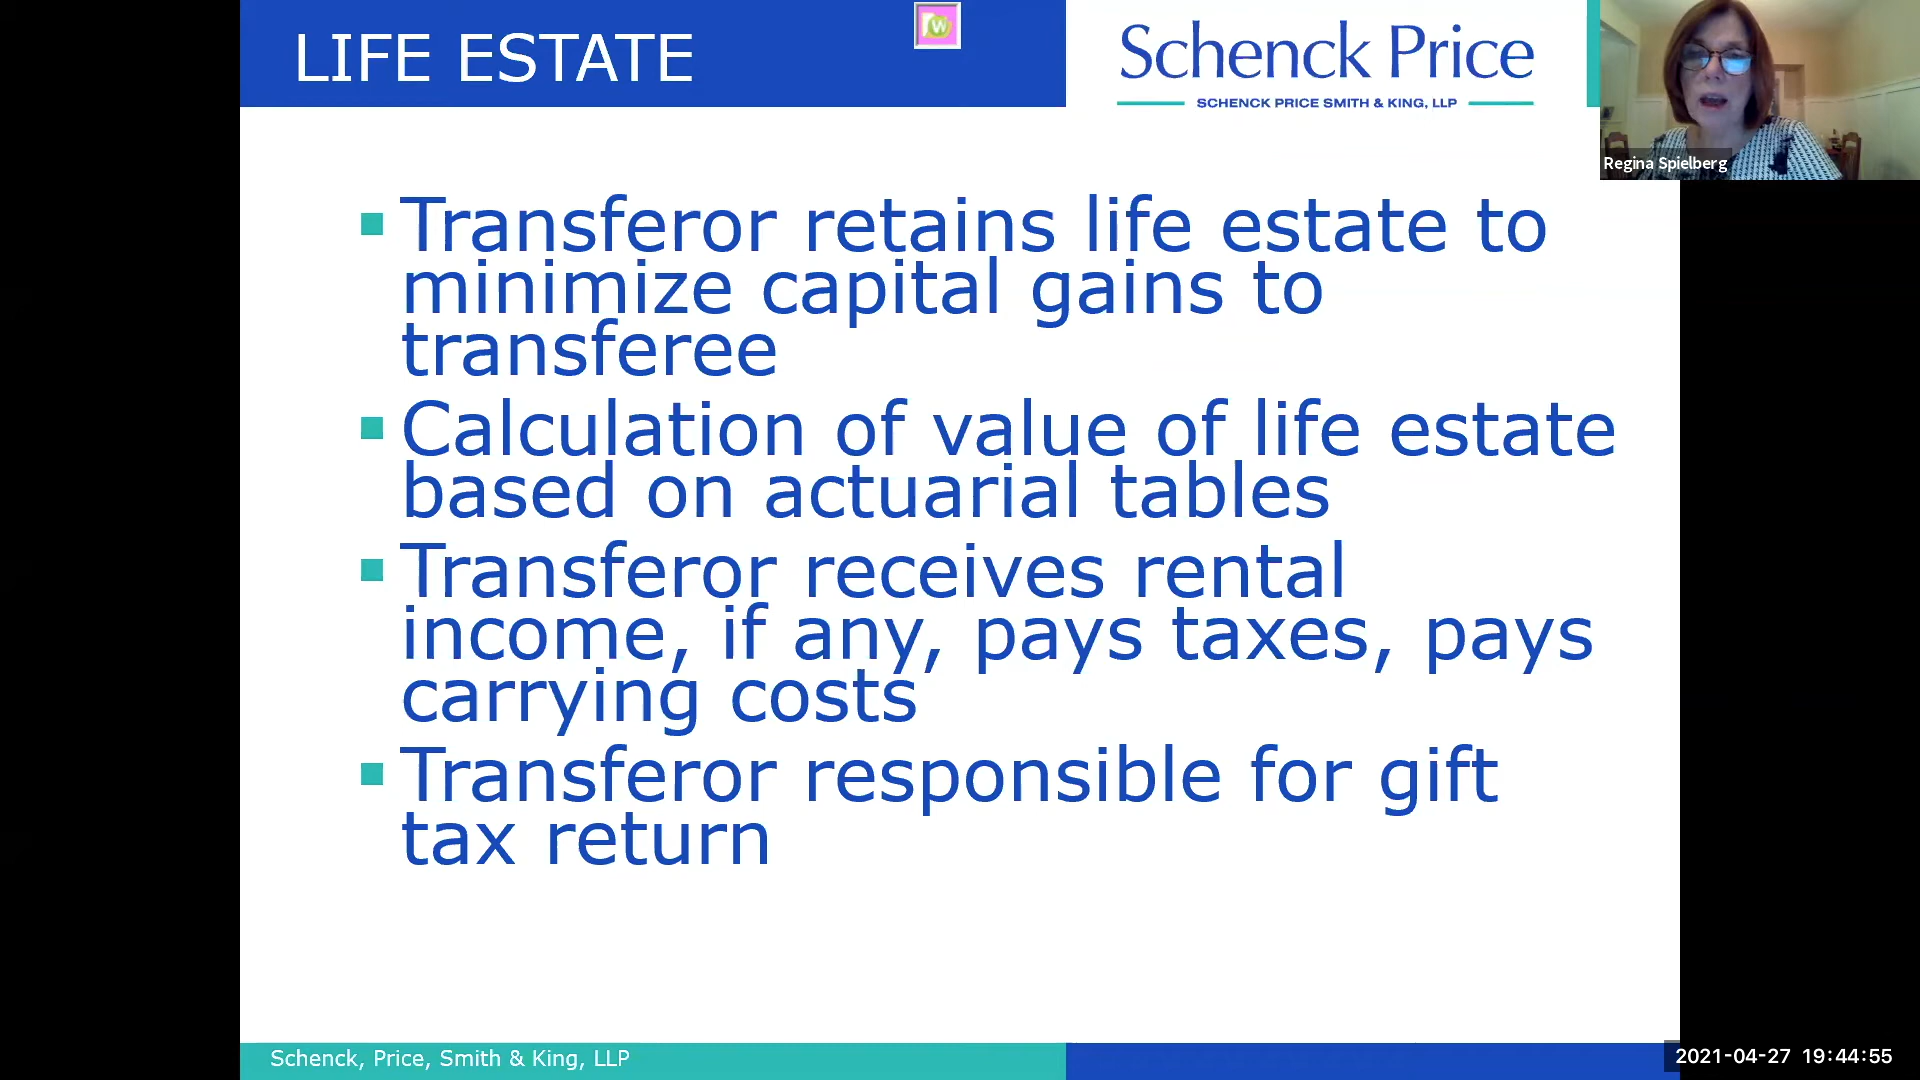 LIFE ESTATE
Schenck Price
SCHENCK PRICE SMITH & KING, LLP
Regina Spielberg
Transferor retains life estate to
minimize capital gains to
transferee
Calculation of value of life estate
based on actuarial tables
Transferor receives rental
income, if any, pays taxes, pays
carrying costs
Transferor responsible for gift
tax return
Schenck, Price, Smith & King, LLP
2021-04-27 19:44:55